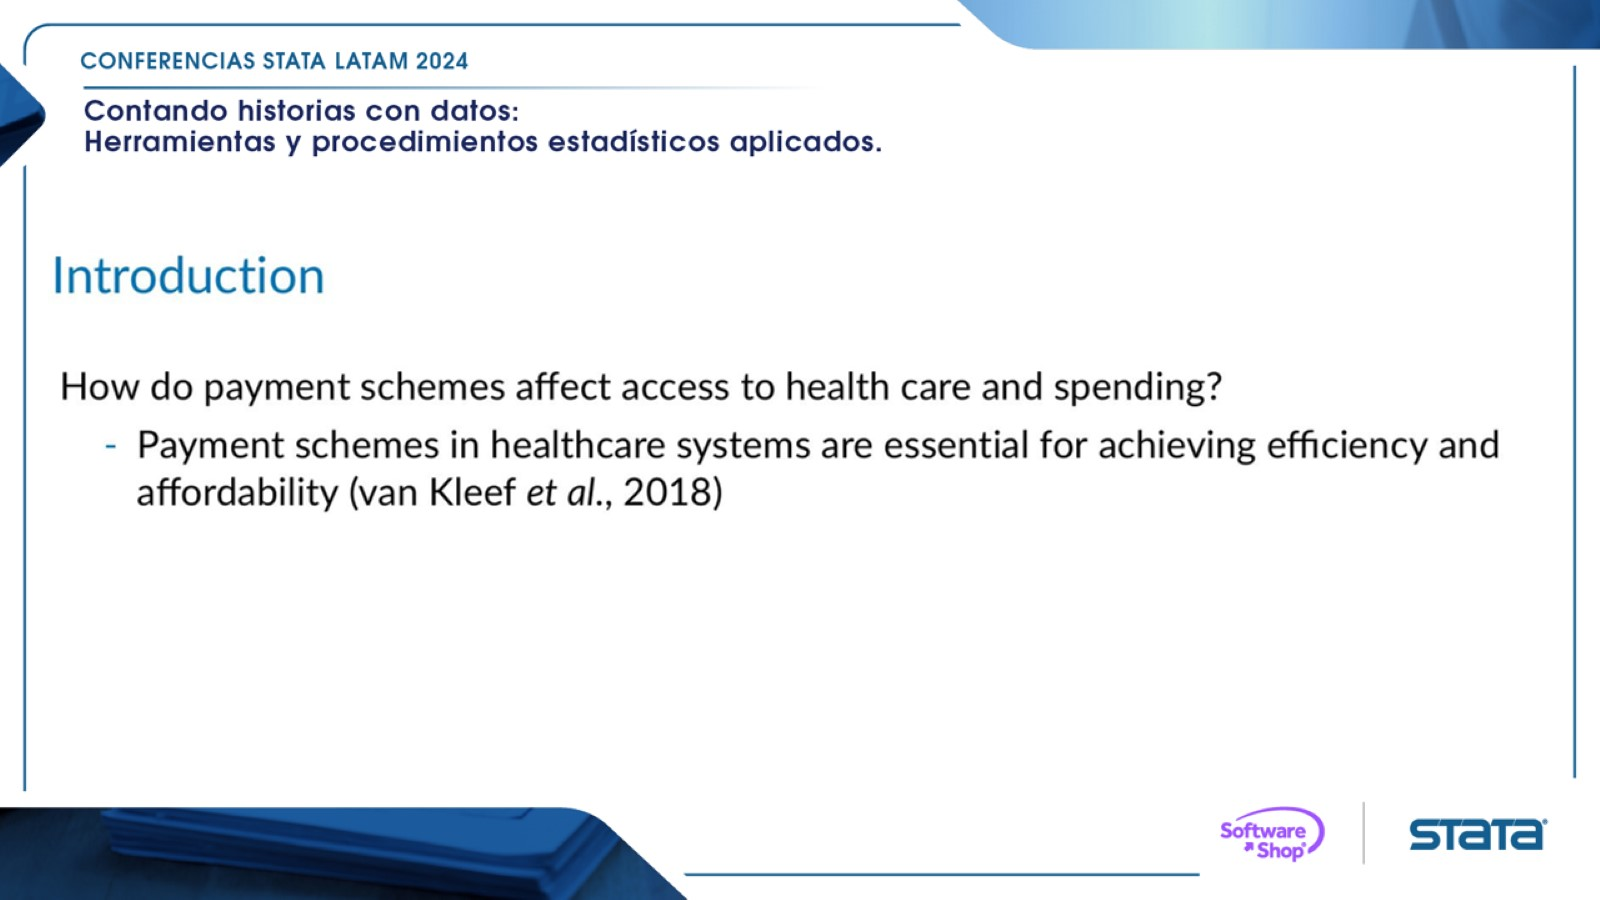 CONFERENCIAS STATA LATAM 2024
Contando historias con datos:
Herramientas y procedimientos estadísticos aplicados.
Introduction
How do payment schemes affect access to health care and spending?
- Payment schemes in healthcare systems are essential for achieving efficiency and
affordability (van Kleef et al., 2018)
Software
Shop
STATA®